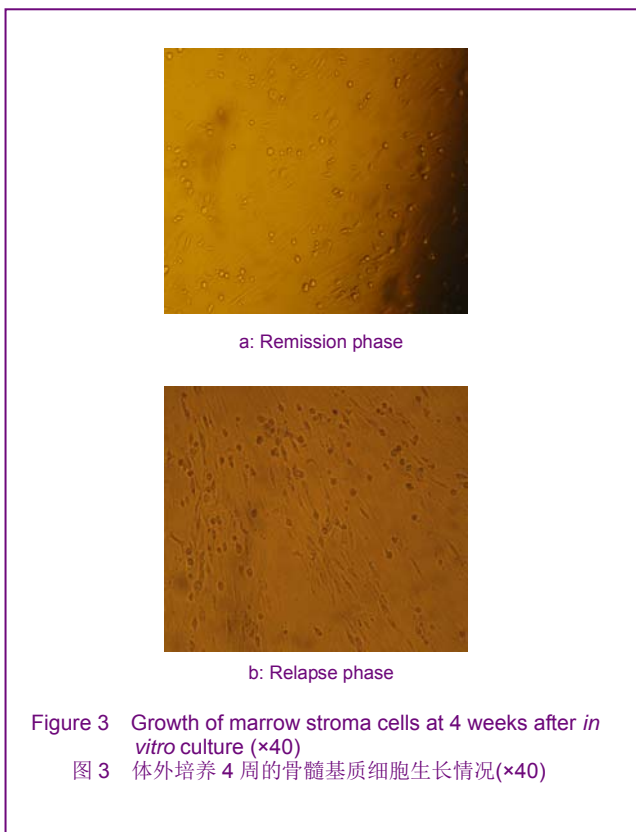 a: Remission phase
b: Relapse phase
Figure 3 Growth of marrow stroma cells at 4 weeks after in
vitro culture (×40)
图 3 体外培养 4 周的骨髓基质细胞生长情况(×40)